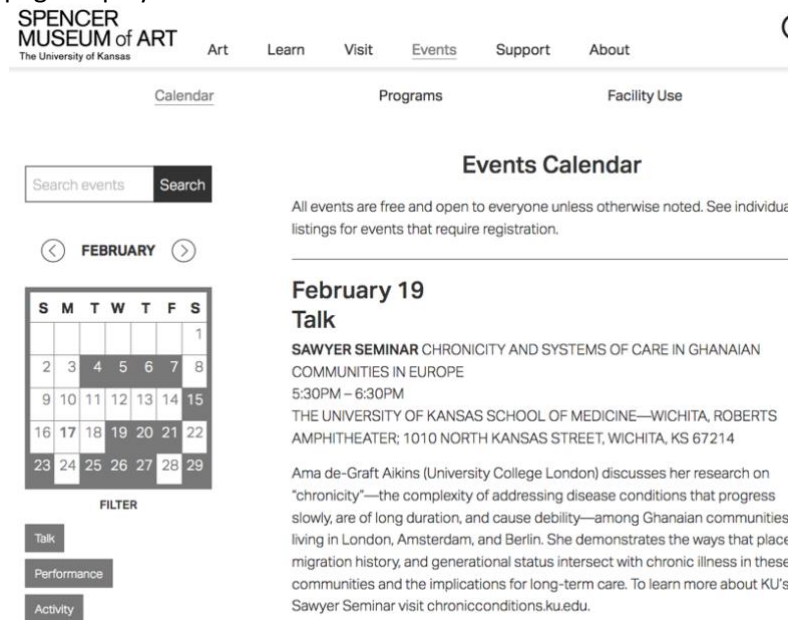 SPENCER
MUSEUM of ART
The University of Kansas
Art Learn Visit Events Support About
Calendar Programs Facility Use
Search events Search
FEBRUARY
S M T W T F S
1
2 3 4 5 6 7 8
9 10 11 12 13 14 15
16 17 18 19 20 21 22
23 24 25 26 27 28 29
FILTER
Talk
Performance
Activity
Events Calendar
All events are free and open to everyone unless otherwise noted. See
listings for events that require registration.
February 19
Talk
SAWYER SEMINAR CHRONICITY AND SYSTEMS OF CARE IN GHANAIAN
COMMUNITIES IN EUROPE
5:30PM – 6:30PM
THE UNIVERSITY OF KANSAS SCHOOL OF MEDICINE—WICHITA, ROBERTS
AMPHITHEATER; 1010 NORTH KANSAS STREET, WICHITA, KS 67214
Ama de-Graft Aikins (University College London) discusses her research on
"chronicity"—the complexity of addressing disease conditions that progress
slowly, are of long duration, and cause debility—among Ghanaian communities
living in London, Amsterdam, and Berlin. She demonstrates the ways that place
migration history, and generational status intersect with chronic illness in these
communities and the implications for long-term care. To learn more about KU's
Sawyer Seminar visit chronicconditions.ku.edu.